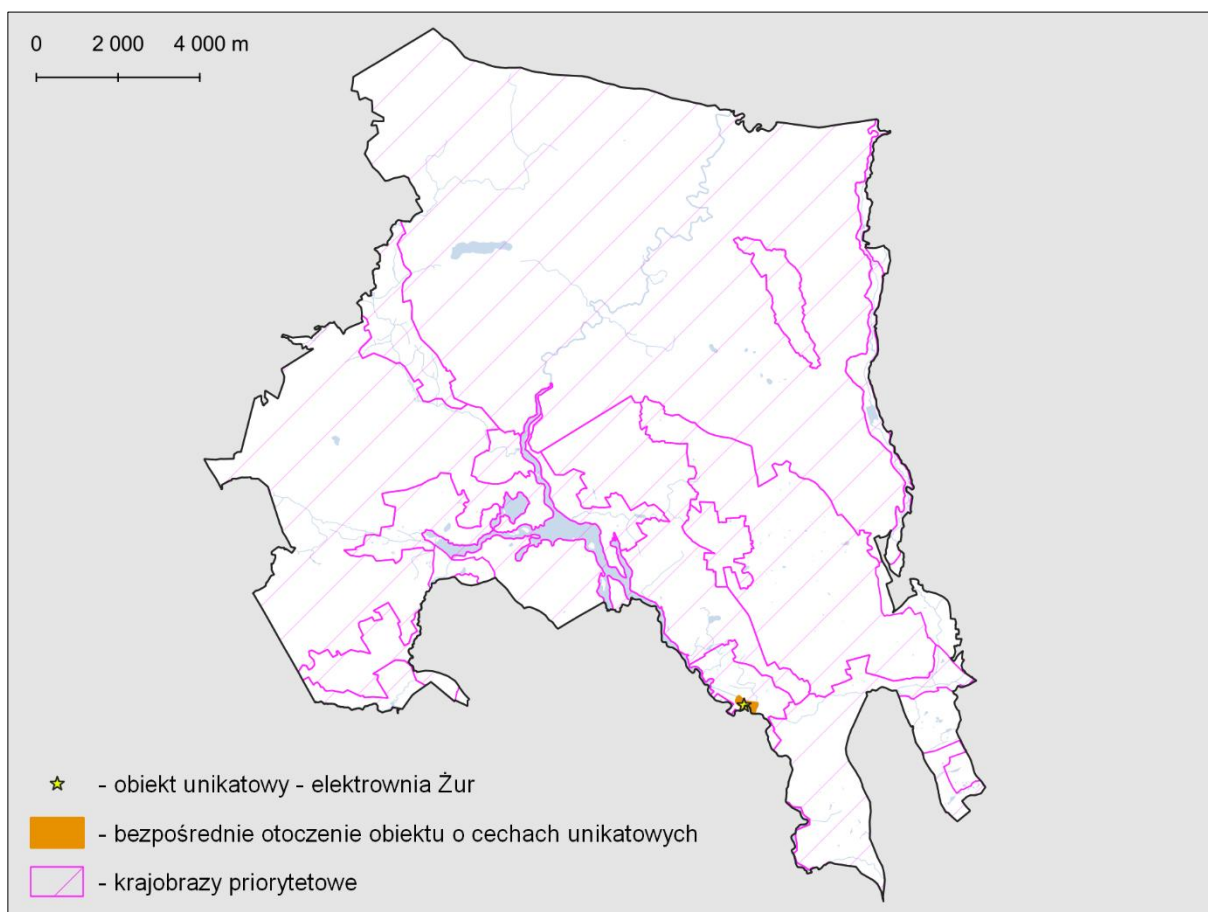 0 2 000 4 000 m
- obiekt unikatowy - elektrownia Żur
- bezpośrednie otoczenie obiektu o cechach unikatowych
- krajobrazy priorytetowe